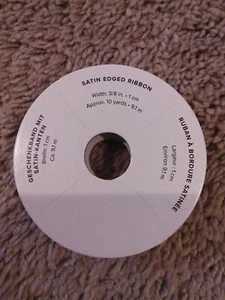 SATIN EDGED RIBBON
Width: 3/8 in. • 1 cm
Approx. 10 yards • 9,1 m
RUBAN À BORDURE SATINÉE
Largeur : 1 cm
Environ 9,1 m
GESCHENKBAND MIT
SATIN-KANTEN
Breite: 1 cm
Ca. 9,1 m